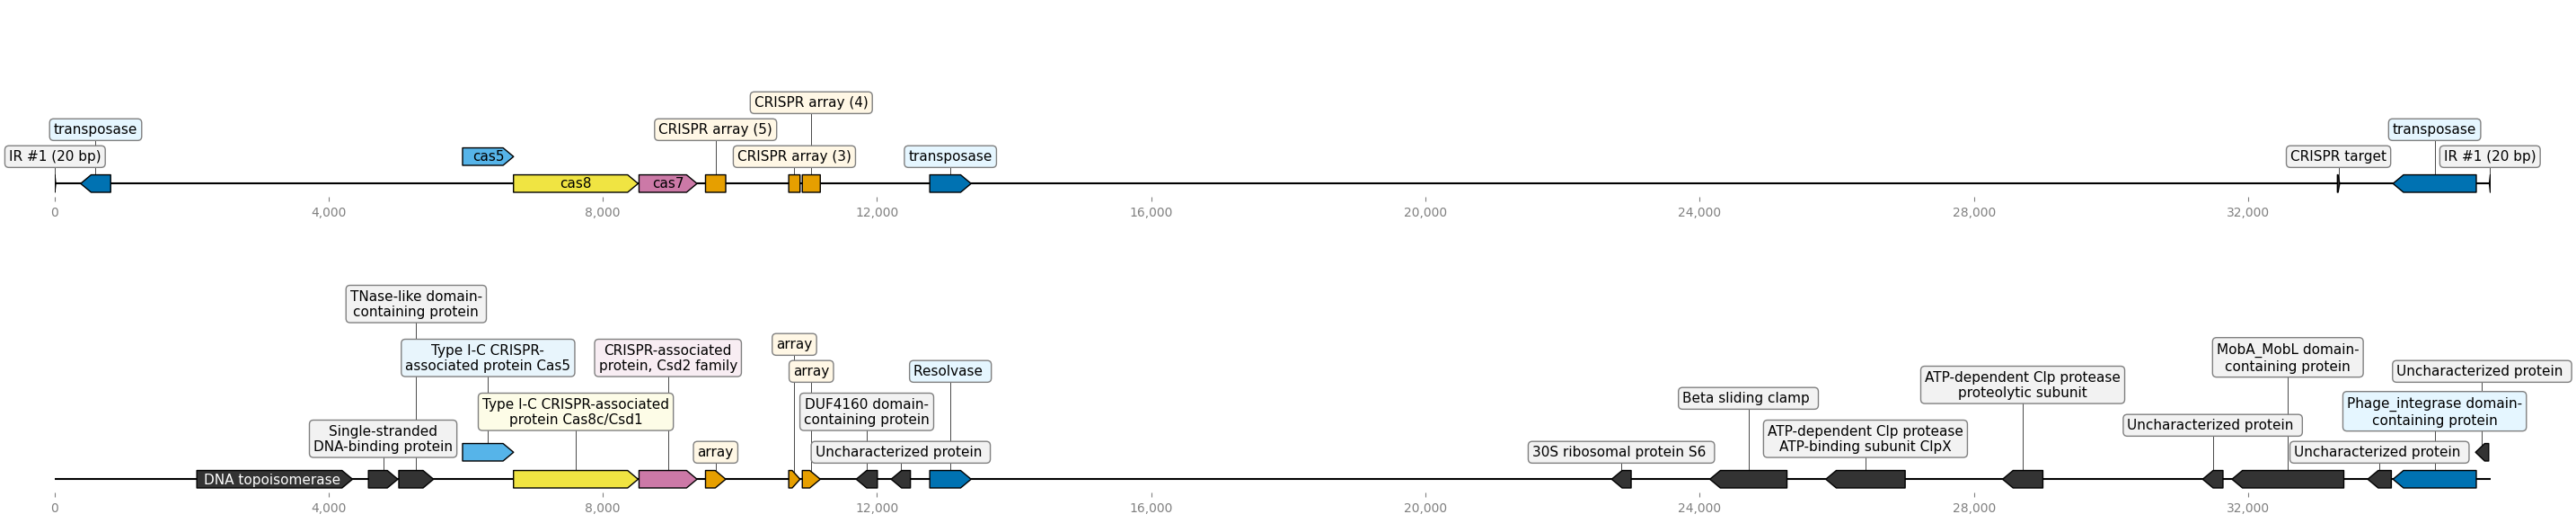 CRISPR array (4)
transposase
CRISPR array (5)
transposase
IR #1 (20 bp)
cas5
CRISPR array (3)
transposase
CRISPR target
IR #1 (20 bp)
cas8
cas7
0
4,000
8,000
12,000
16,000
20,000
24,000
28,000
32,000
TNase-like domain-
containing protein
Type I-C CRISPR-
associated protein Cas5
CRISPR-associated
protein, Csd2 family
array
array
Resolvase
MobA_MobL domain-
containing protein
Uncharacterized protein
ATP-dependent Clp protease
proteolytic subunit
Beta sliding clamp
Type I-C CRISPR-associated
protein Cas8c/Csd1
DUF4160 domain-
containing protein
Phage_integrase domain-
containing protein
Uncharacterized protein
Single-stranded
DNA-binding protein
ATP-dependent Clp protease
ATP-binding subunit ClpX
array
Uncharacterized protein
30S ribosomal protein S6
Uncharacterized protein
DNA topoisomerase
0
4,000
8,000
12,000
16,000
20,000
24,000
28,000
32,000